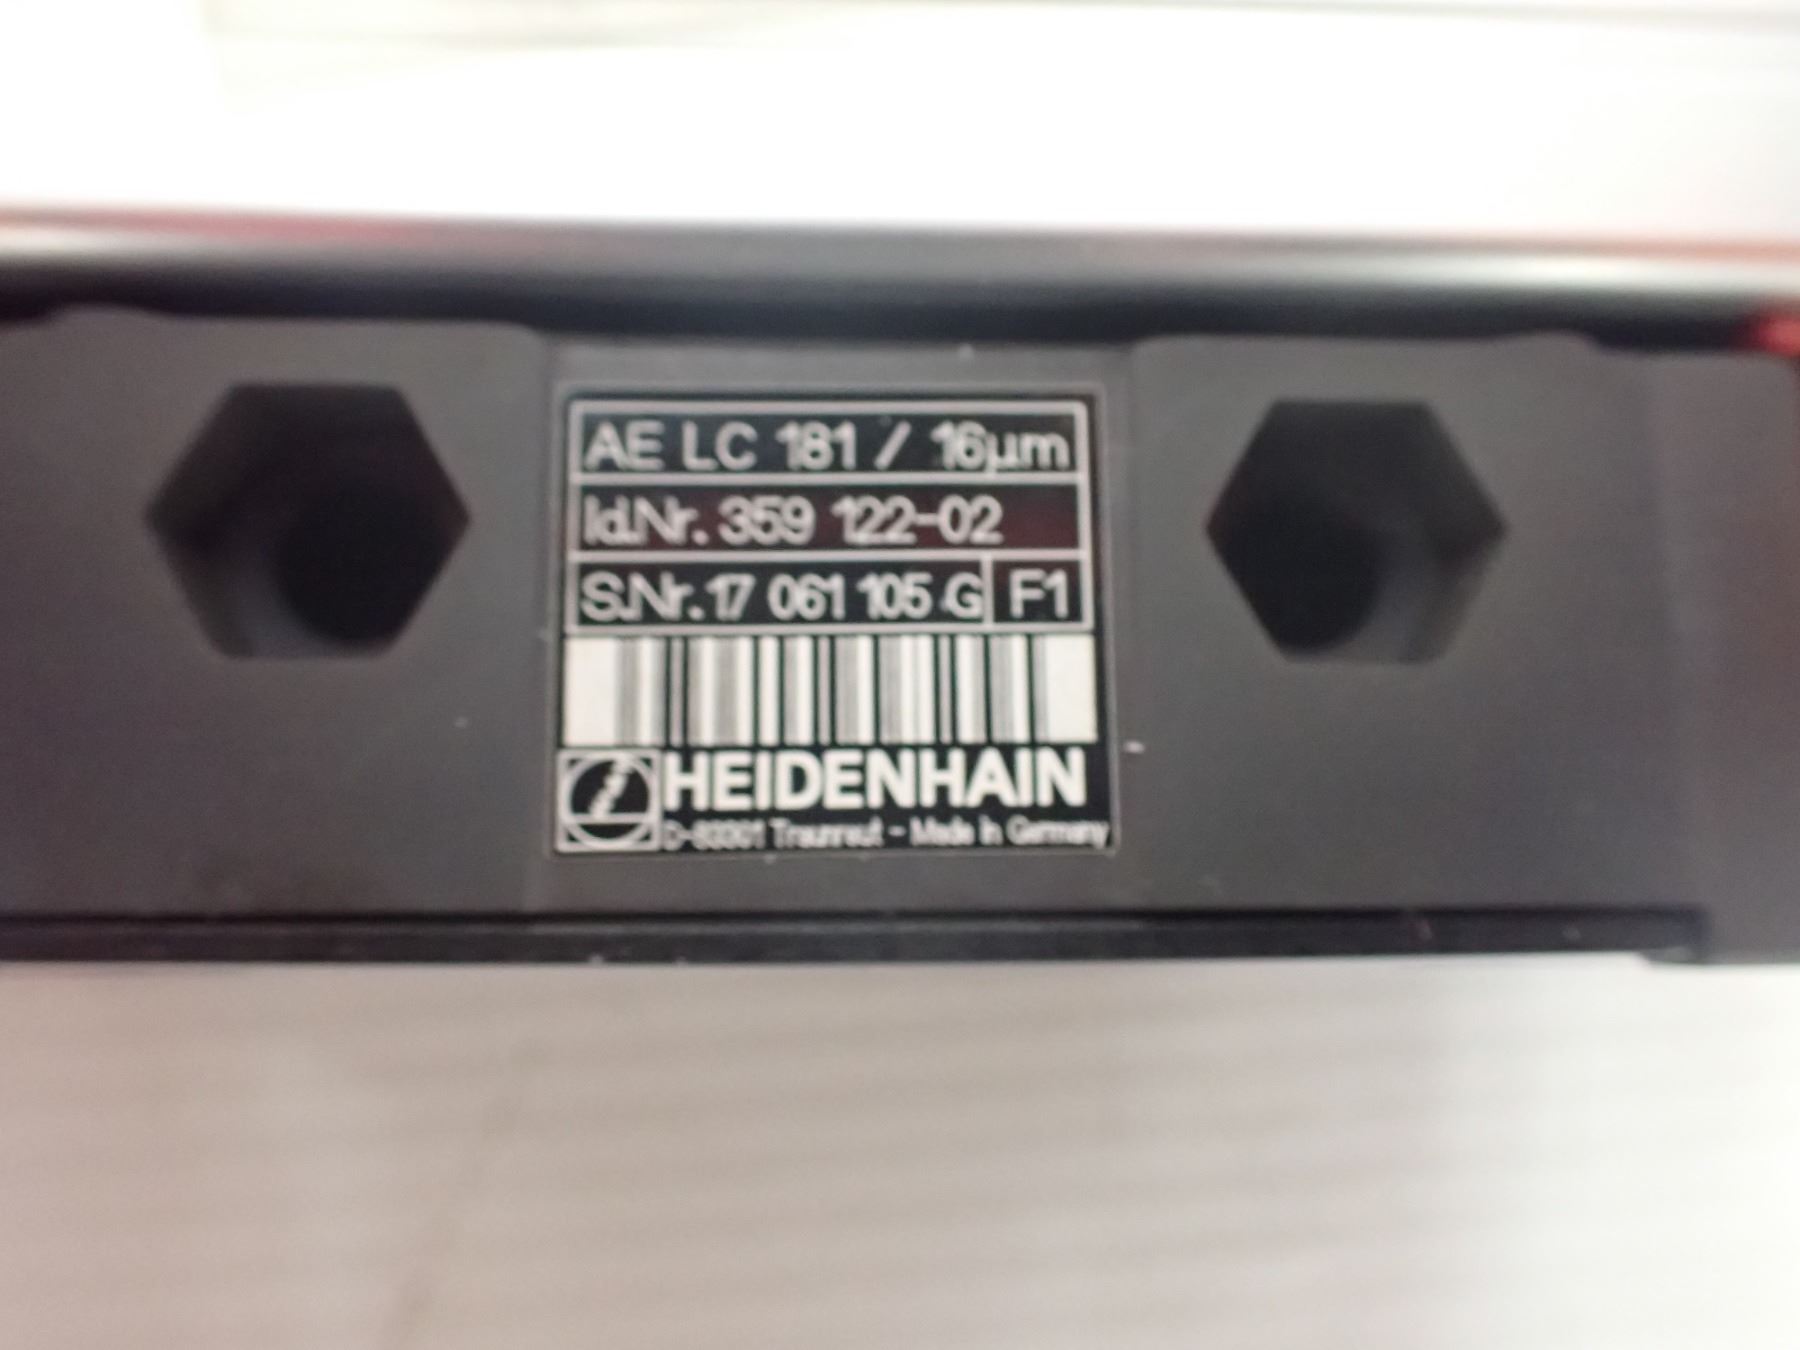 AE LC 181 / 16µm
Id.Nr. 359 122-02
S.Nr. 17 061 105 G F1
HEIDENHAIN
D-83301 Traunreut - Made in Germany